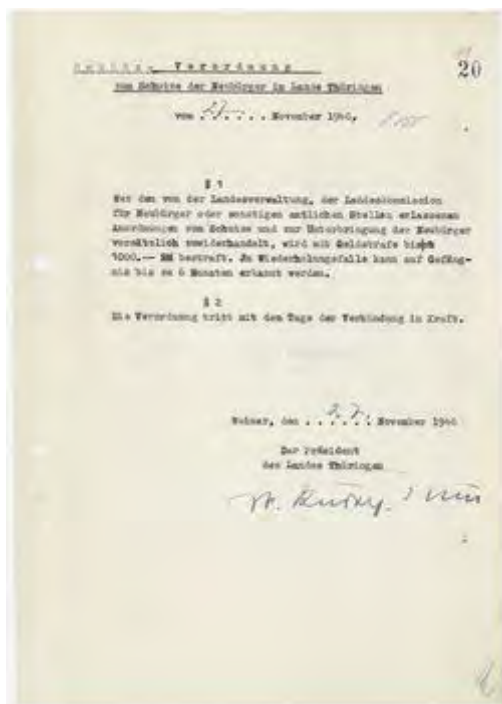 20
Verordnung
zum Schutze der Neubürger im Lande Thüringen
vom 27. . . . November 1946.
§ 1
Wer den von der Landesverwaltung, der Landeskommission
für Neubürger oder sonstigen amtlichen Stellen erlassenen
Anordnungen zum Schutze und zur Unterbringung der Neubürger
vorsätzlich zuwiderhandelt, wird mit Geldstrafe bis
1000.-- RM bestraft. Im Wiederholungsfalle kann auf Gefäng-
nis bis zu 6 Monaten erkannt werden.
§ 2
Die Verordnung tritt mit dem Tage der Verkündung in Kraft.
Weimar, den . . 27. . . November 1946
Der Präsident
des Landes Thüringen